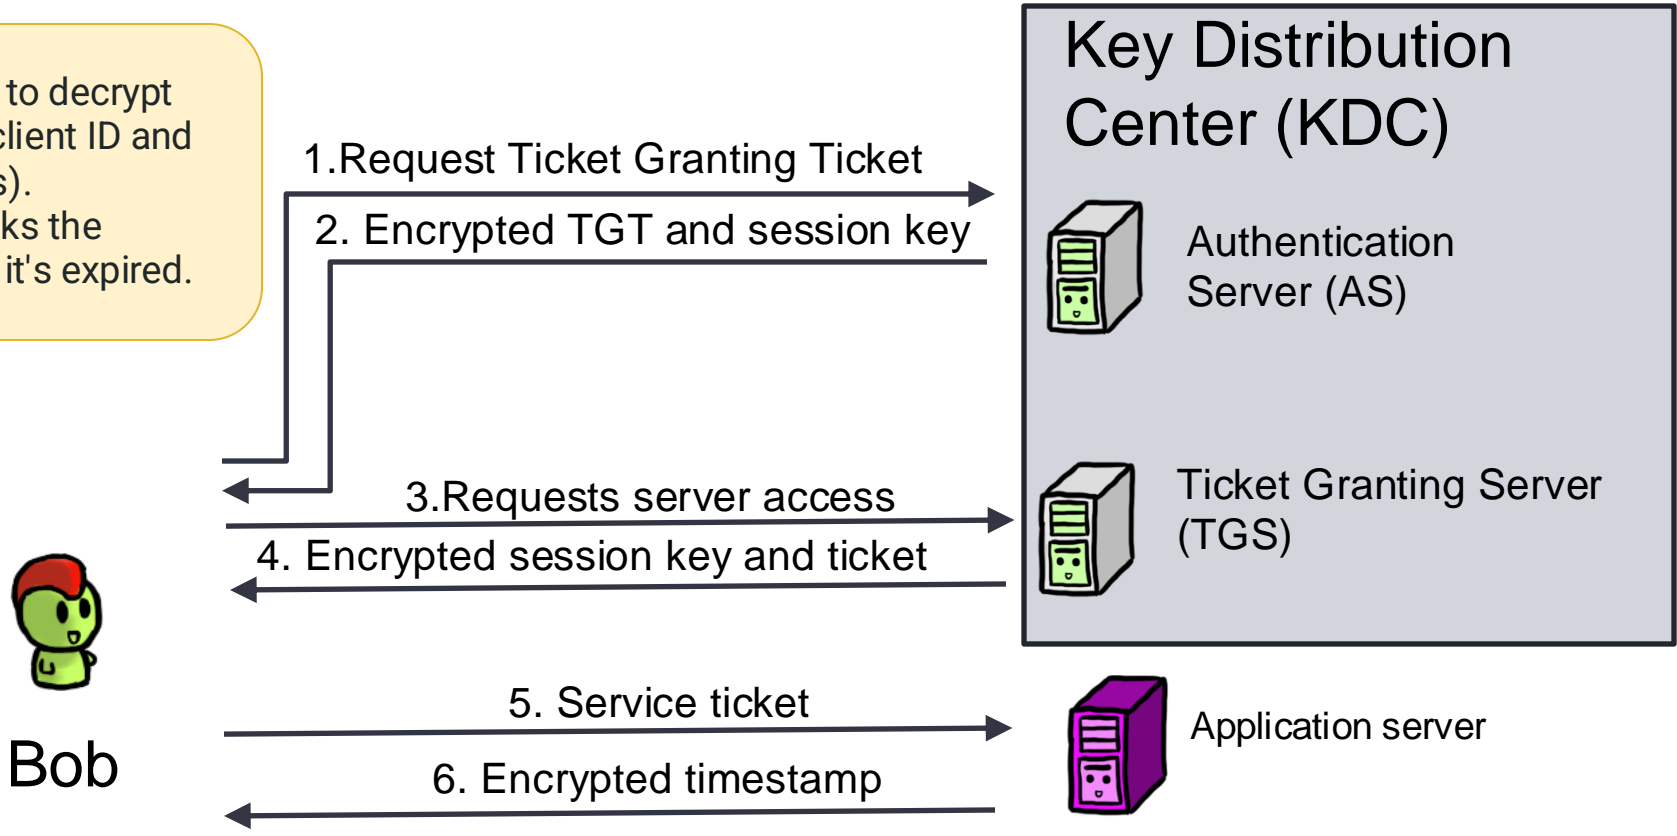 to decrypt
client ID and
s).
ks the
it's expired.
1.Request Ticket Granting Ticket
2. Encrypted TGT and session key
3.Requests server access
4. Encrypted session key and ticket
5. Service ticket
6. Encrypted timestamp
Bob
Key Distribution
Center (KDC)
Authentication
Server (AS)
Ticket Granting Server
(TGS)
Application server